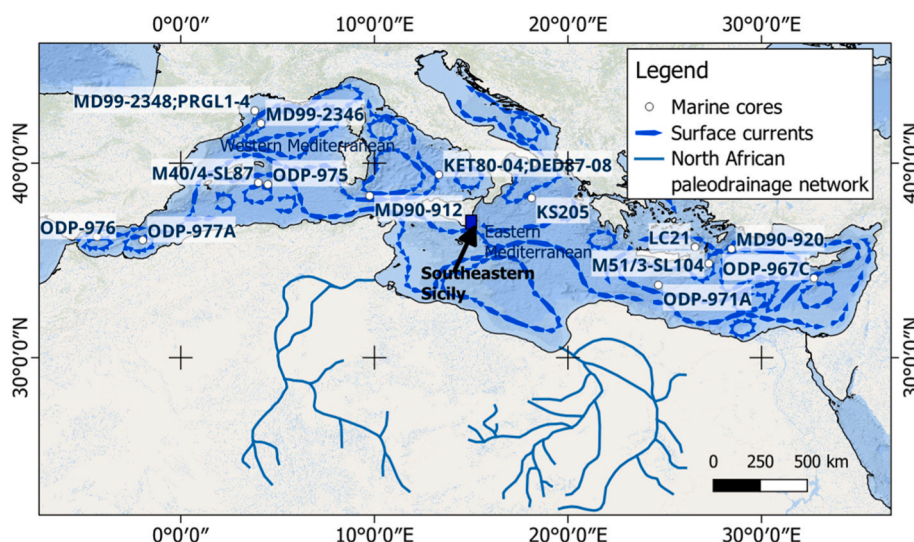 0°0′0″
10°0′0″E
20°0′0″E
30°0′0″E
Legend
Marine cores
Surface currents
North African
paleodrainage network
MD99-2348;PRGL1-4
MD99-2346
Western Mediterranean
KET80-04;DED87-08
M40/4-SL87
ODP-975
40°0′0″N
40°0′0″N
MD90-912
KS205
ODP-976
ODP-977A
LC21
MD90-920
Eastern
Mediterranean
M51/3-SL104
ODP-967C
Southeastern
Sicily
ODP-971A
30°0′0″N
30°0′0″N
0
250
500 km
0°0′0″
10°0′0″E
20°0′0″E
30°0′0″E